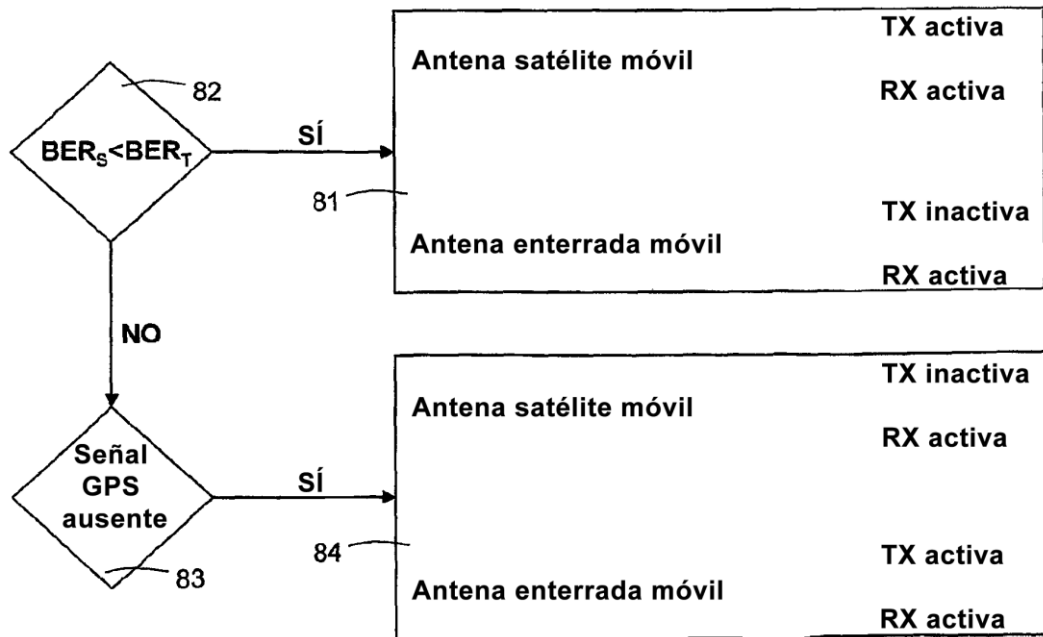 TX activa
Antena satélite móvil
RX activa
82
BER_S<BER_T
SÍ
81
TX inactiva
Antena enterrada móvil
RX activa
NO
TX inactiva
Antena satélite móvil
RX activa
Señal
GPS
ausente
SÍ
84
TX activa
83
Antena enterrada móvil
RX activa